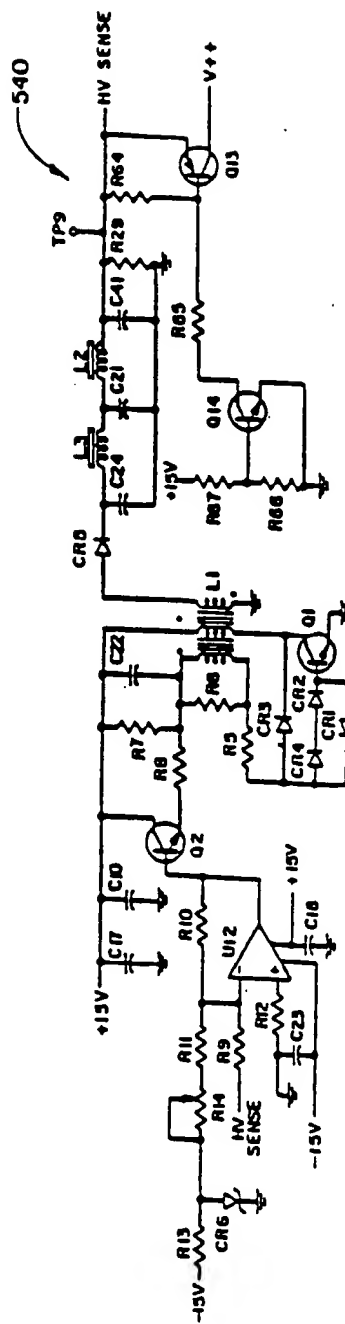 540
HV SENSE
TP9
R64
V++
Q13
R29
C41
L2
C21
L3
C24
R65
Q14
+15V
R67
R66
CR8
L1
C22
R7
R8
R6
R5
CR3
CR2
Q1
CR4
CR1
Q2
C10
C17
+15V
R10
U12
-
+
+15V
C18
R11
R9
R12
C23
R14
HV
SENSE
-15V
R13
CR6
-15V